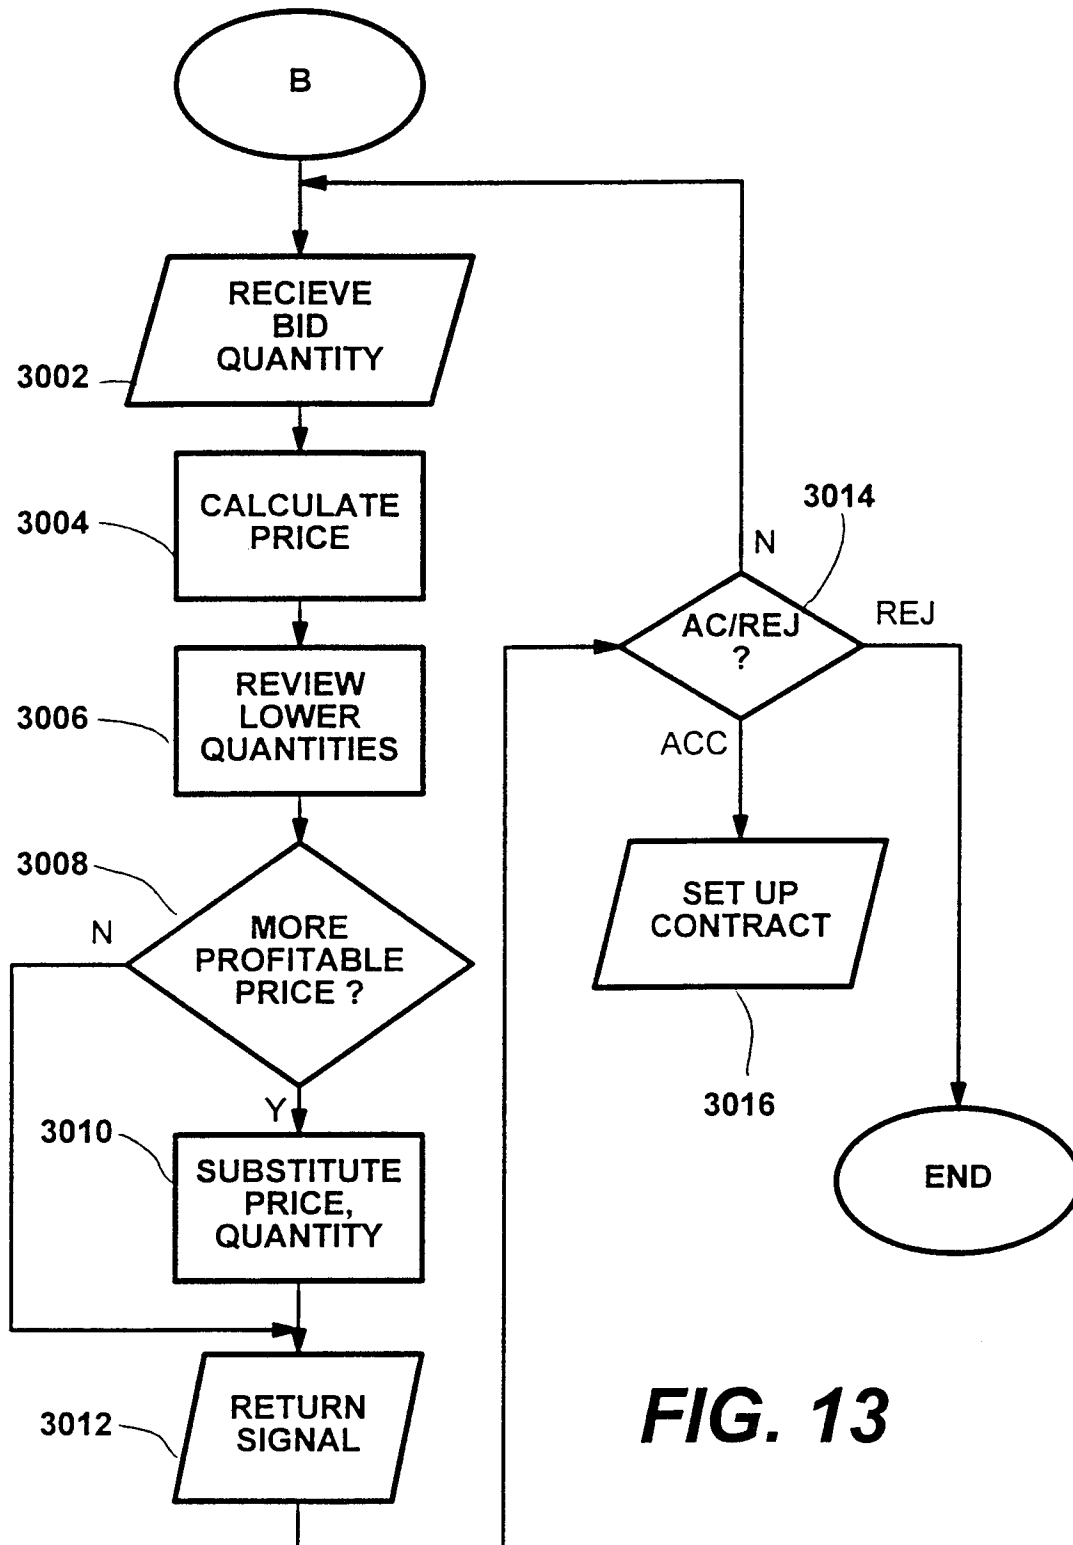 B
RECIEVE
BID
QUANTITY
3002
CALCULATE
PRICE
3004
REVIEW
LOWER
QUANTITIES
3006
3008
N
MORE
PROFITABLE
PRICE ?
Y
3010
SUBSTITUTE
PRICE,
QUANTITY
RETURN
SIGNAL
3012
3014
N
AC/REJ
?
REJ
ACC
SET UP
CONTRACT
3016
END
FIG. 13